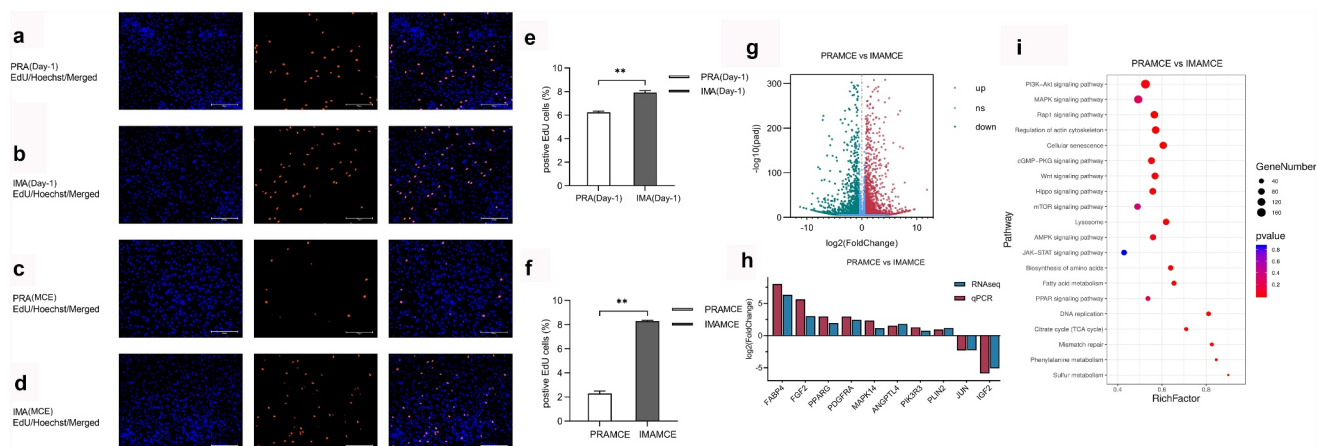 a
PRA(Day-1)
EdU/Hoechst/Merged
b
IMA(Day-1)
EdU/Hoechst/Merged
c
PRA(MCE)
EdU/Hoechst/Merged
d
IMA(MCE)
EdU/Hoechst/Merged
e
postive EdU cells (%)
10
8
6
4
2
0
**
PRA(Day-1)
IMA(Day-1)
PRA(Day-1)
IMA(Day-1)
f
postive EdU cells (%)
10
8
6
4
2
0
**
PRAMCE
IMAMCE
PRAMCE
IMAMCE
g
PRAMCE vs IMAMCE
-log10(padj)
300
200
100
0
-10
0
10
log2(FoldChange)
up
ns
down
h
PRAMCE vs IMAMCE
log2(FoldChange)
5
0
-5
RNAseq
qPCR
FABP4
FGF2
PPARG
PDGFRA
MAPK14
ANGPTL4
PIK3R3
PLIN2
JUN
IGF2
i
PRAMCE vs IMAMCE
Pathway
PI3K-Akt signaling pathway
MAPK signaling pathway
Rap1 signaling pathway
Regulation of actin cytoskeleton
Cellular senescence
cGMP-PKG signaling pathway
Wnt signaling pathway
Hippo signaling pathway
mTOR signaling pathway
Lysosome
AMPK signaling pathway
JAK-STAT signaling pathway
Biosynthesis of amino acids
Fatty acid metabolism
PPAR signaling pathway
DNA replication
Citrate cycle (TCA cycle)
Mismatch repair
Phenylalanine metabolism
Sulfur metabolism
0.4
0.6
0.8
RichFactor
GeneNumber
40
80
120
160
pvalue
0.8
0.6
0.4
0.2